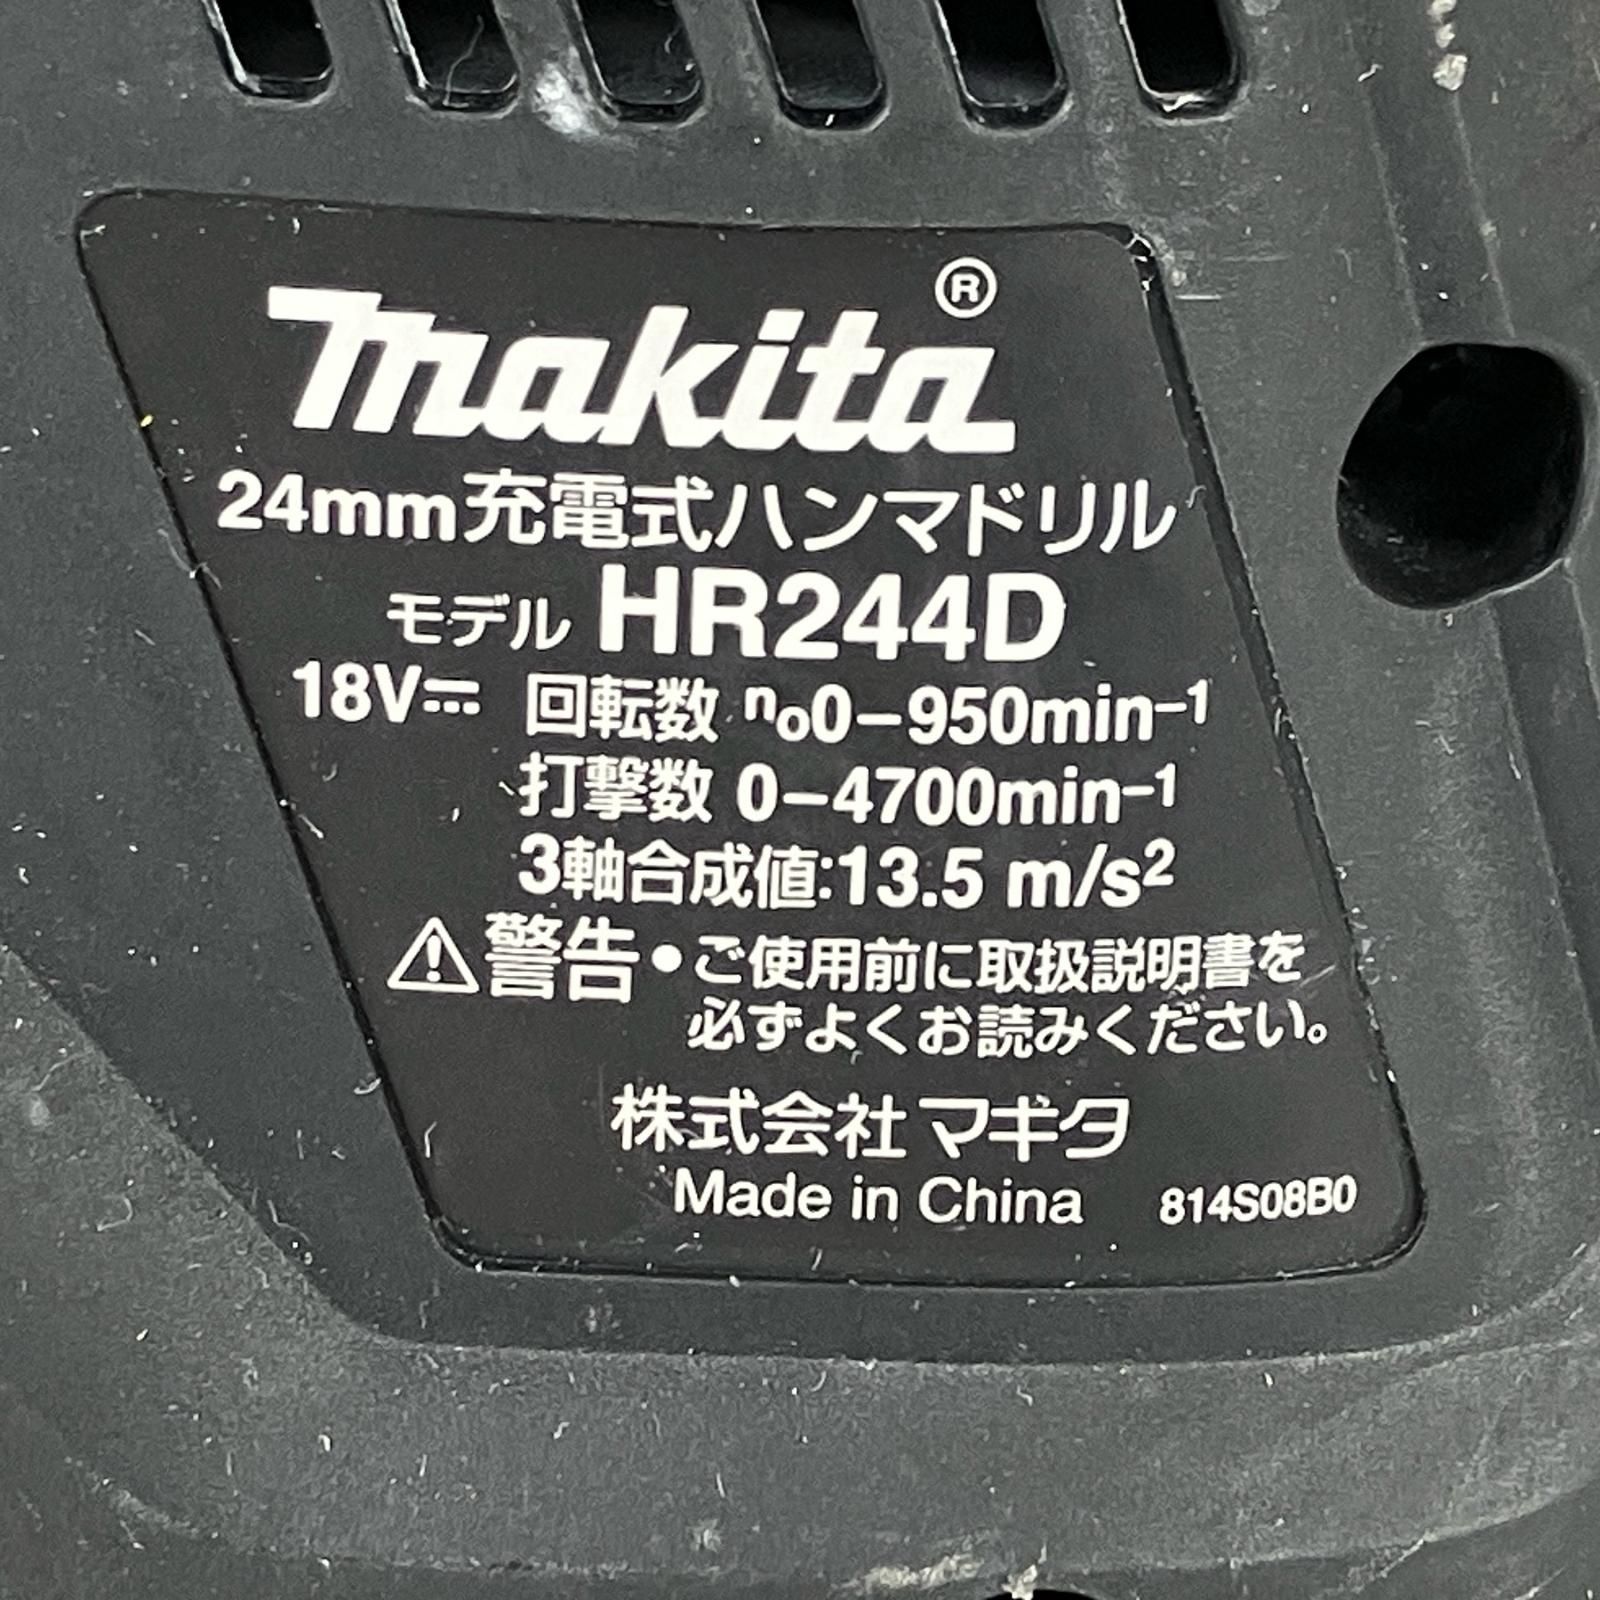 makita®
24mm充電式ハンマドリル
モデル HR244D
18V⎓ 回転数 no0-950min-1
打撃数 0-4700min-1
3軸合成値:13.5 m/s2
⚠警告•ご使用前に取扱説明書を
必ずよくお読みください。
株式会社マキタ
Made in China 814S08B0